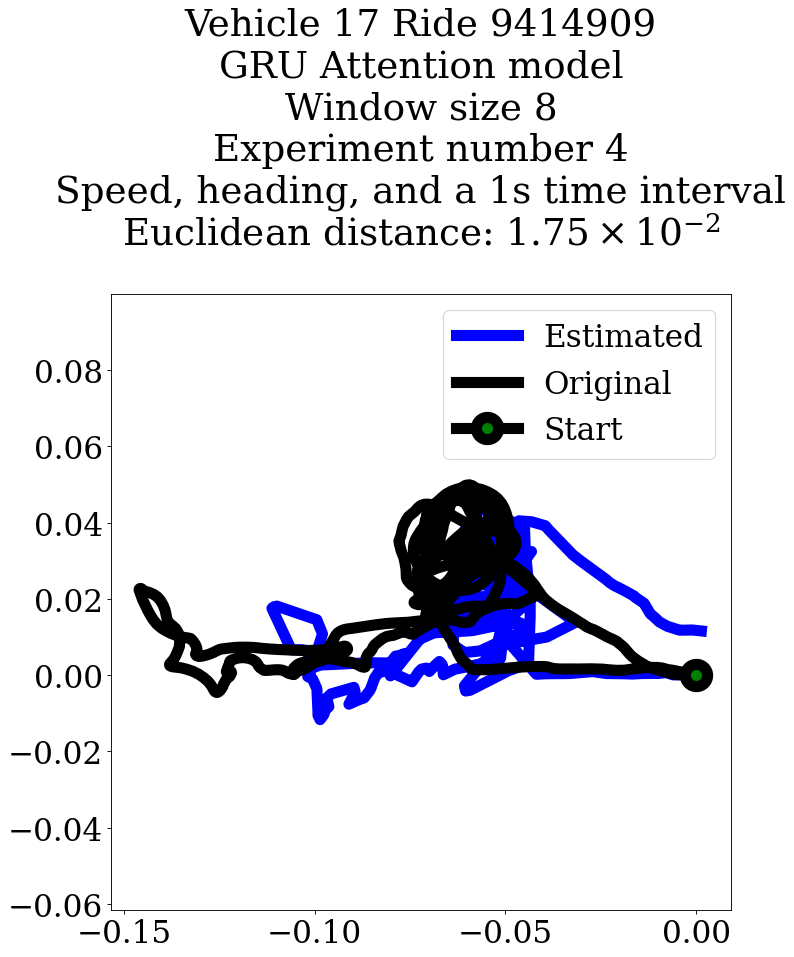 Vehicle 17 Ride 9414909
GRU Attention model
Window size 8
Experiment number 4
Speed, heading, and a 1s time interval
Euclidean distance: 1.75 × 10⁻²
Estimated
Original
Start
0.08
0.06
0.04
0.02
0.00
−0.02
−0.04
−0.06
−0.15 −0.10 −0.05 0.00